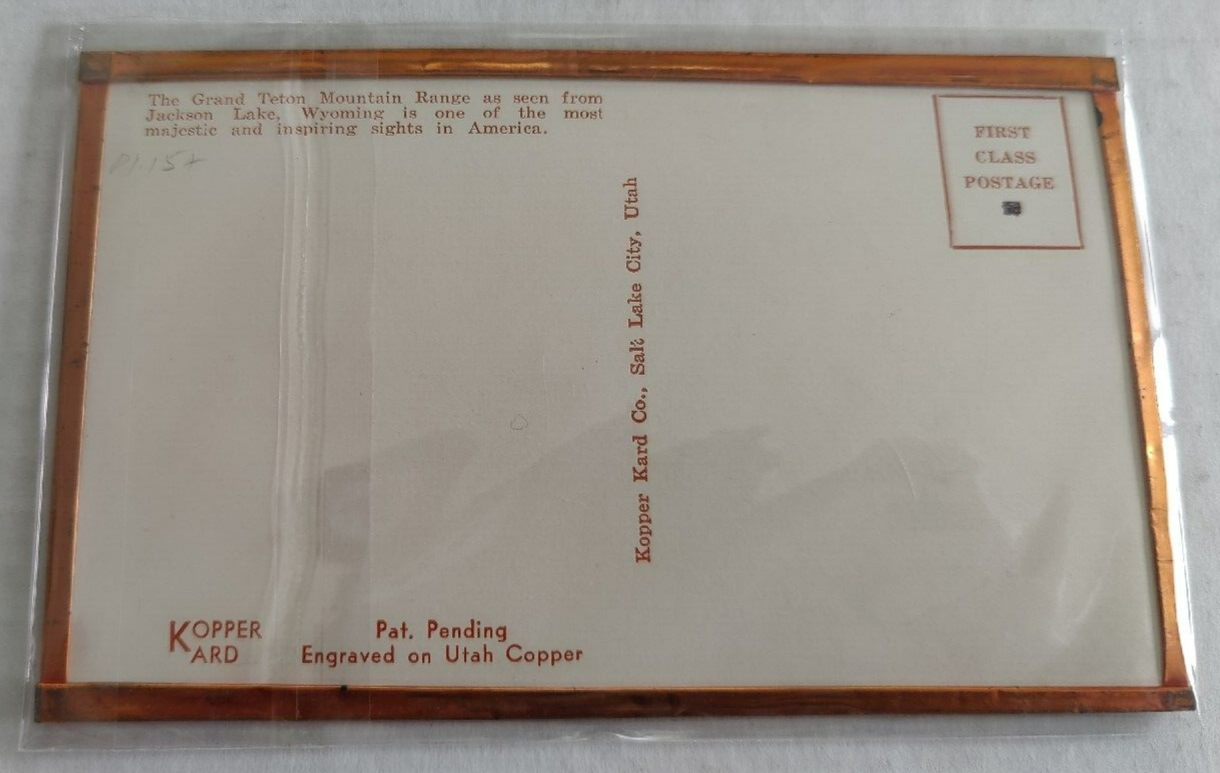 The Grand Teton Mountain Range as seen from
Jackson Lake, Wyoming is one of the most
majestic and inspiring sights in America.
FIRST
CLASS
POSTAGE
Kopper Kard Co., Salt Lake City, Utah
KOPPER
KARD
Pat. Pending
Engraved on Utah Copper